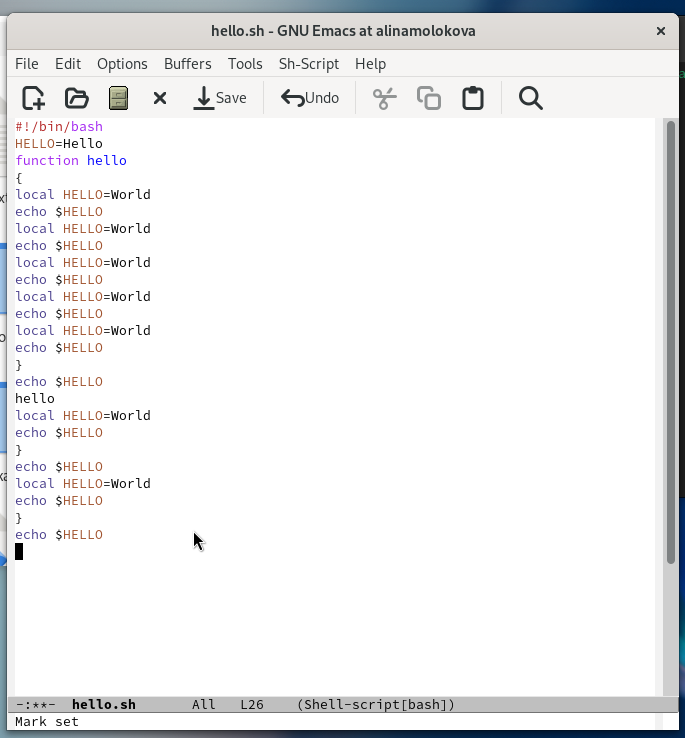 hello.sh - GNU Emacs at alinamolokova
File Edit Options Buffers Tools Sh-Script Help
Save Undo
#!/bin/bash
HELLO=Hello
function hello
{
local HELLO=World
echo $HELLO
local HELLO=World
echo $HELLO
local HELLO=World
echo $HELLO
local HELLO=World
echo $HELLO
local HELLO=World
echo $HELLO
}
echo $HELLO
hello
local HELLO=World
echo $HELLO
}
echo $HELLO
local HELLO=World
echo $HELLO
}
echo $HELLO
-:**- hello.sh All L26 (Shell-script[bash])
Mark set